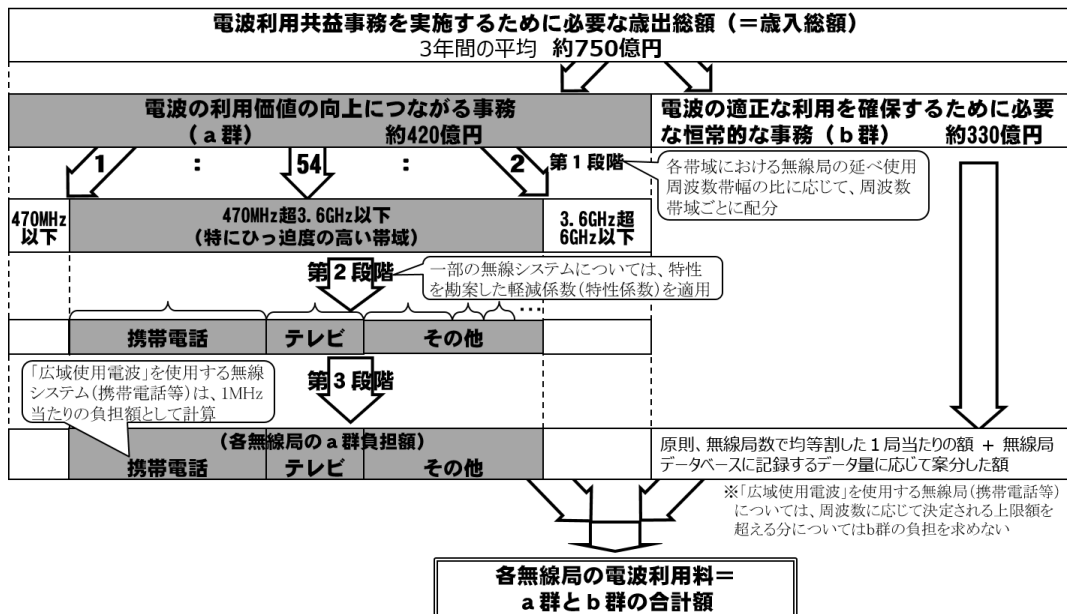 電波利用共益事務を実施するために必要な歳出総額（＝歳入総額）
3年間の平均　約750億円
電波の利用価値の向上につながる事務
（a群）　約420億円
電波の適正な利用を確保するために必要
な恒常的な事務（b群）　約330億円
1　：　54　：　2
第1段階
各帯域における無線局の延べ使用
周波数帯幅の比に応じて、周波数
帯域ごとに配分
470MHz
以下
470MHz超3.6GHz以下
（特にひっ迫度の高い帯域）
3.6GHz超
6GHz以下
第2段階
一部の無線システムについては、特性
を勘案した軽減係数(特性係数)を適用
…
携帯電話
テレビ
その他
「広域使用電波」を使用する無線
システム(携帯電話等)は、1MHz
当たりの負担額として計算
第3段階
（各無線局のa群負担額）
携帯電話
テレビ
その他
原則、無線局数で均等割した1局当たりの額 + 無線局
データベースに記録するデータ量に応じて案分した額
※「広域使用電波」を使用する無線局(携帯電話等)
については、周波数に応じて決定される上限額を
超える分についてはb群の負担を求めない
各無線局の電波利用料＝
a群とb群の合計額